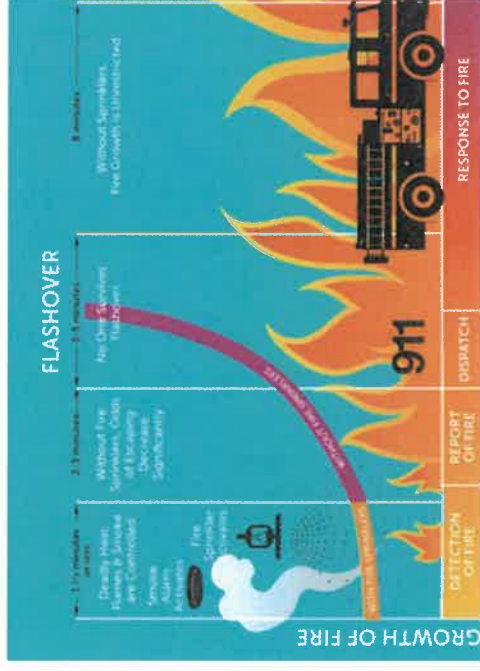 FLASHOVER
1½ minutes
or less
2-3 minutes
3-5 minutes
8 minutes
Deadly Heat,
Flames & Smoke
are Controlled
Smoke
Alarm
Activates
Fire
Sprinkler
Activates
Without Fire
Sprinklers, Odds
of Escaping
Decrease
Significantly
No One Survives
Flashover
Without Sprinklers,
Fire Growth is Unrestricted
WITH FIRE SPRINKLERS
WITHOUT FIRE SPRINKLERS
911
GROWTH OF FIRE
DETECTION
OF FIRE
REPORT
OF FIRE
DISPATCH
RESPONSE TO FIRE